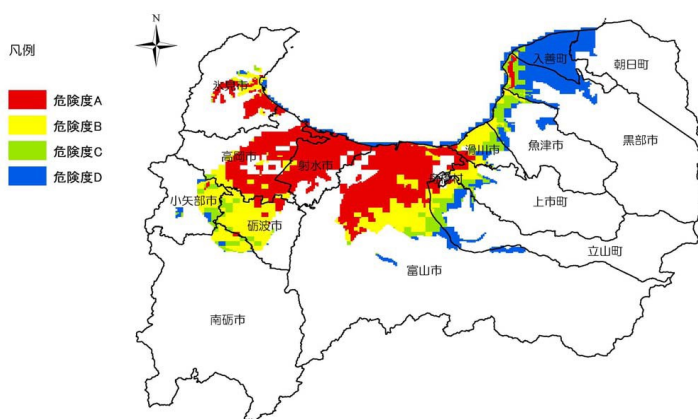 N
凡例
危険度A
危険度B
危険度C
危険度D
入善町
朝日町
氷見市
黒部市
魚津市
滑川市
高岡市
射水市
上市町
小矢部市
砺波市
立山町
富山市
南砺市